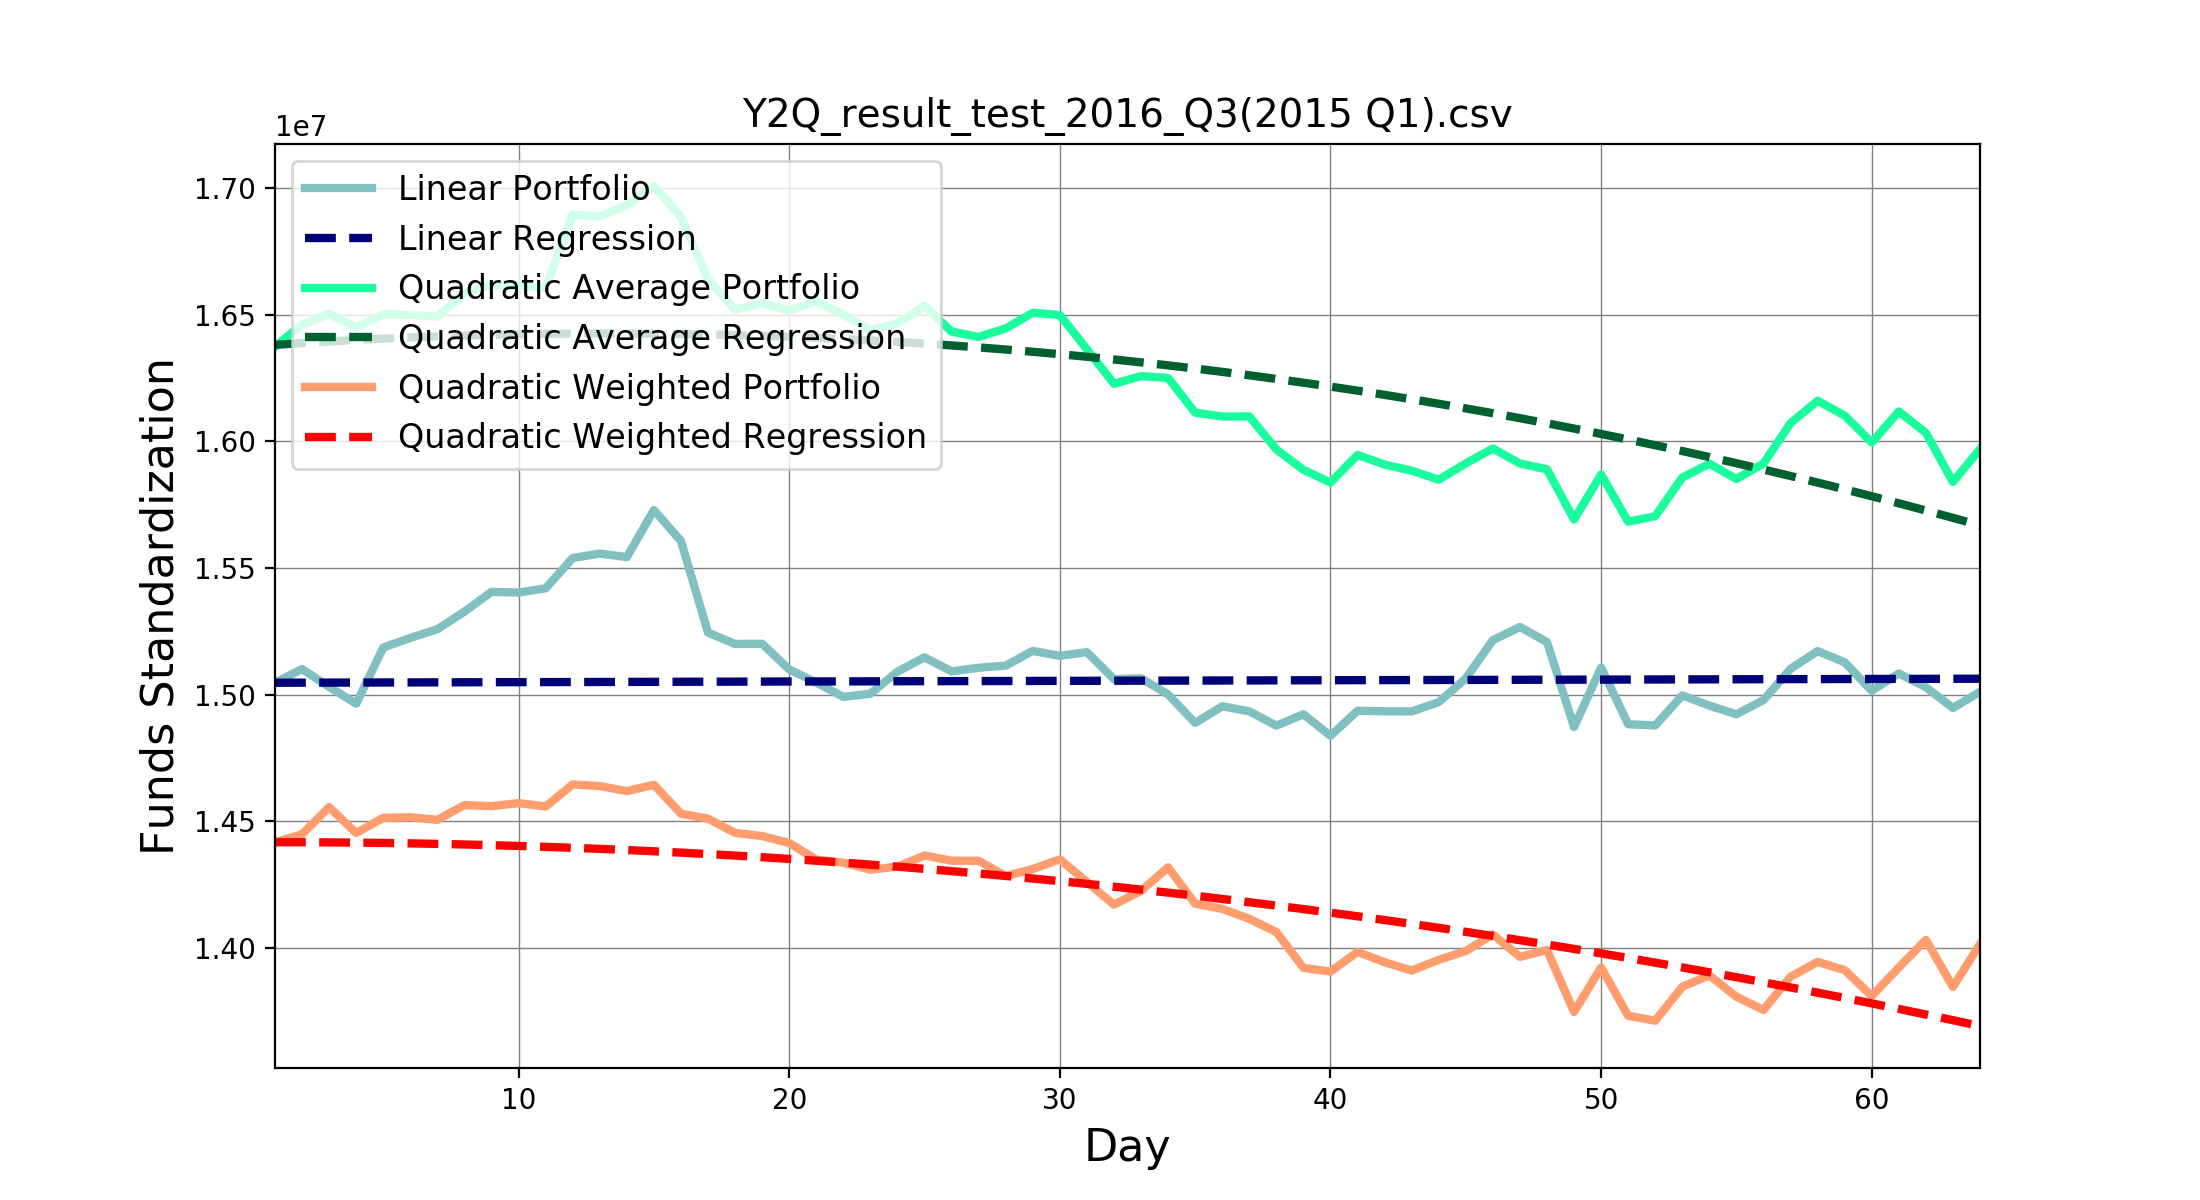 Y2Q_result_test_2016_Q3(2015 Q1).csv
1e7
1.70
1.65
1.60
1.55
1.50
1.45
1.40
Funds Standardization
Linear Portfolio
Linear Regression
Quadratic Average Portfolio
Quadratic Average Regression
Quadratic Weighted Portfolio
Quadratic Weighted Regression
10 20 30 40 50 60
Day